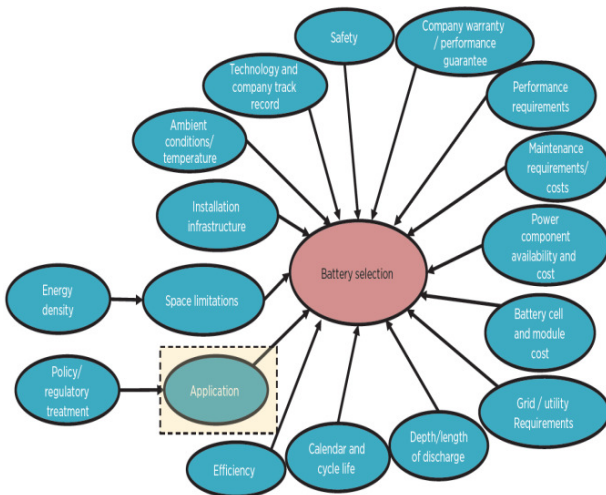 Company warranty
/ performance
guarantee
Safety
Technology and
company track
record
Performance
requirements
Ambient
conditions/
temperature
Maintenance
requirements/
costs
Installation
infrastructure
Power
component
availability and
cost
Battery selection
Energy
density
Space limitations
Battery cell
and module
cost
Policy/
regulatory
treatment
Application
Grid / utility
Requirements
Efficiency
Calendar and
cycle life
Depth/length
of discharge